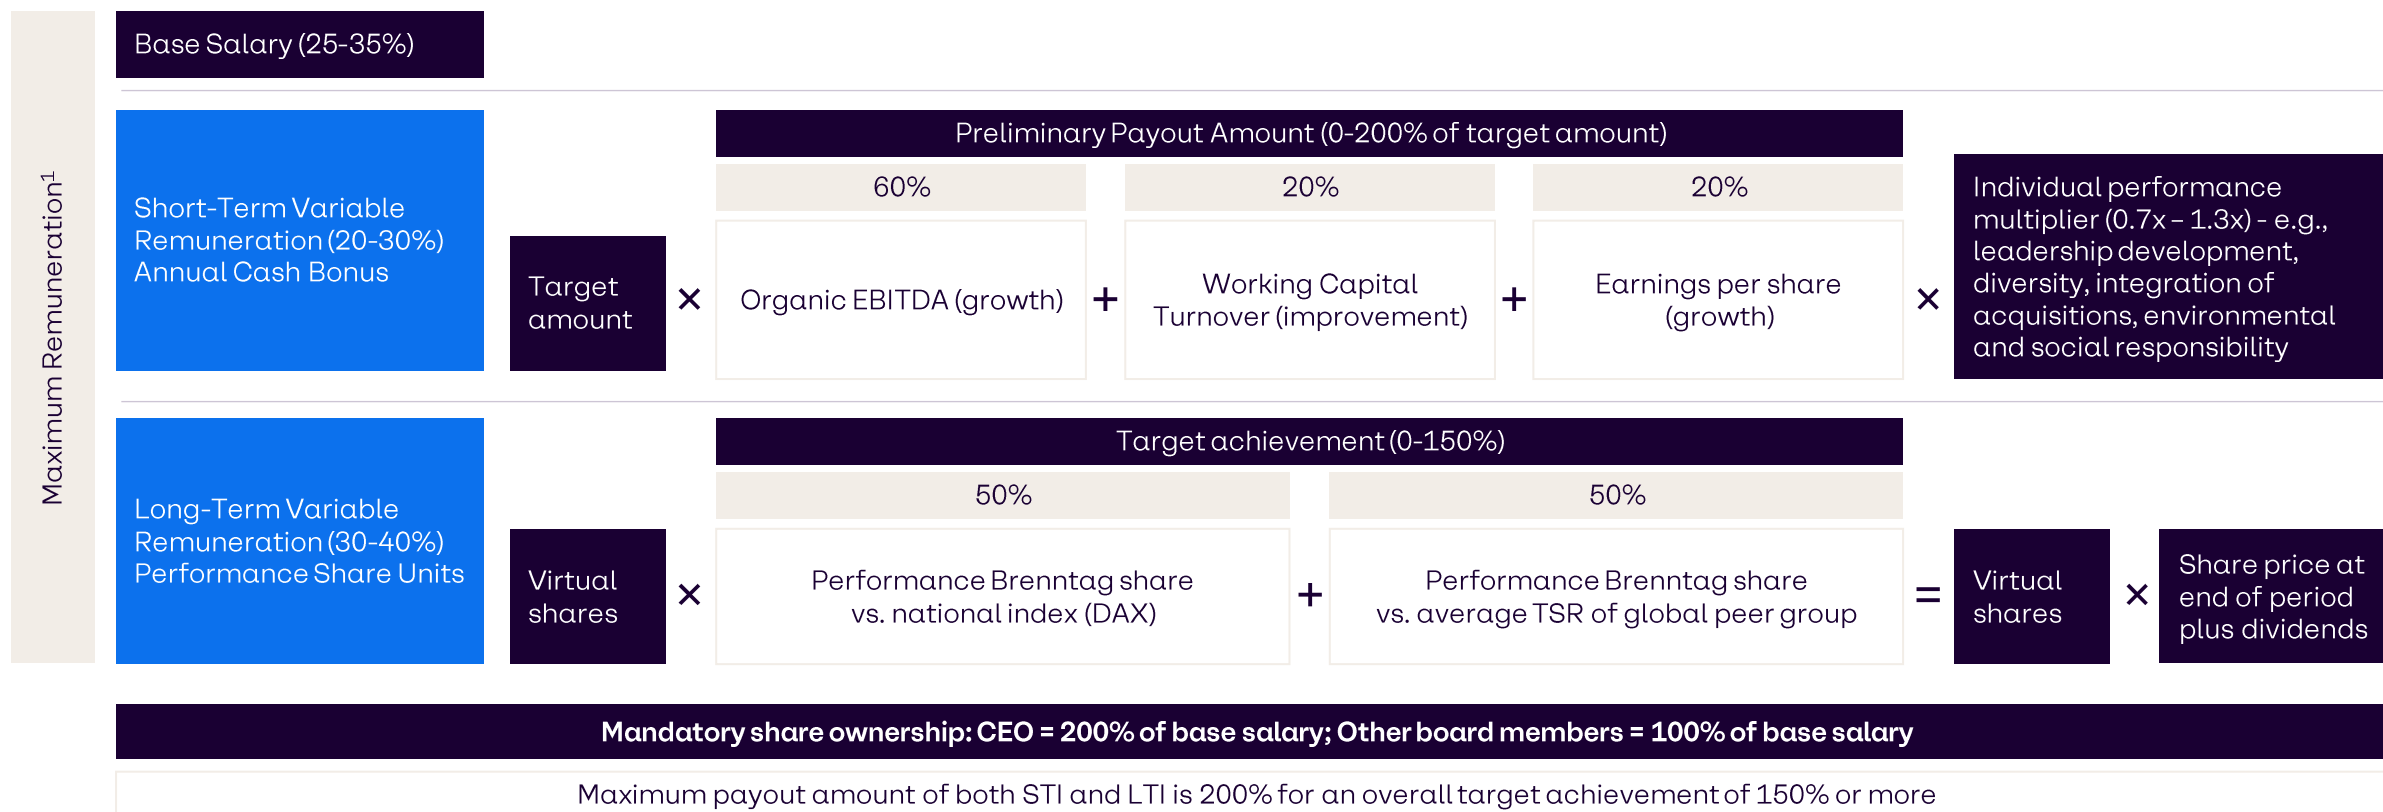 Maximum Remuneration¹
Base Salary (25-35%)
Short-Term Variable
Remuneration (20-30%)
Annual Cash Bonus
Target
amount
×
Preliminary Payout Amount (0-200% of target amount)
60%
Organic EBITDA (growth)
+
20%
Working Capital
Turnover (improvement)
+
20%
Earnings per share
(growth)
×
Individual performance
multiplier (0.7x – 1.3x) - e.g.,
leadership development,
diversity, integration of
acquisitions, environmental
and social responsibility
Long-Term Variable
Remuneration (30-40%)
Performance Share Units
Virtual
shares
×
Target achievement (0-150%)
50%
Performance Brenntag share
vs. national index (DAX)
+
50%
Performance Brenntag share
vs. average TSR of global peer group
=
Virtual
shares
×
Share price at
end of period
plus dividends
Mandatory share ownership: CEO = 200% of base salary; Other board members = 100% of base salary
Maximum payout amount of both STI and LTI is 200% for an overall target achievement of 150% or more